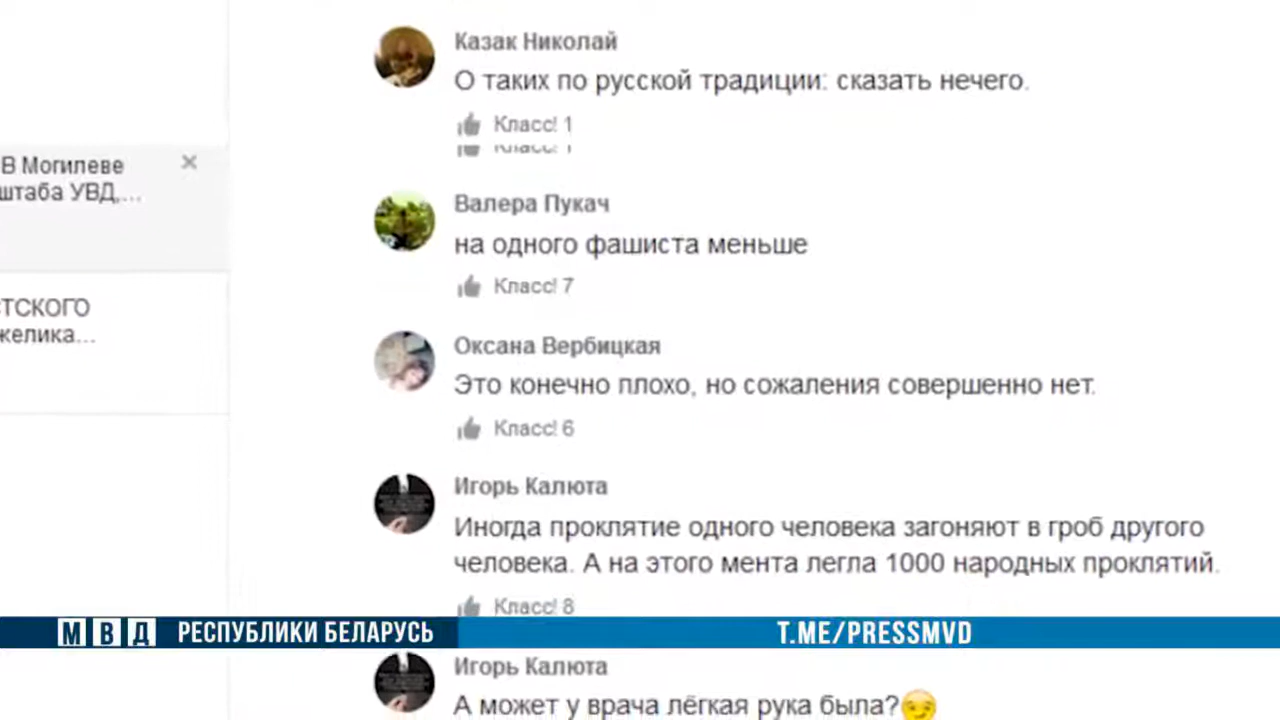 Казак Николай
О таких по русской традиции: сказать нечего.
Класс! 1
Класс! 1
В Могилеве
штаба УВД,...
Валера Пукач
на одного фашиста меньше
Класс! 7
СТСКОГО
желика...
Оксана Вербицкая
Это конечно плохо, но сожаления совершенно нет.
Класс! 6
Игорь Калюта
Иногда проклятие одного человека загоняют в гроб другого
человека. А на этого мента легла 1000 народных проклятий.
Класс! 8
МВД РЕСПУБЛИКИ БЕЛАРУСЬ
T.ME/PRESSMVD
Игорь Калюта
А может у врача лёгкая рука была?😏